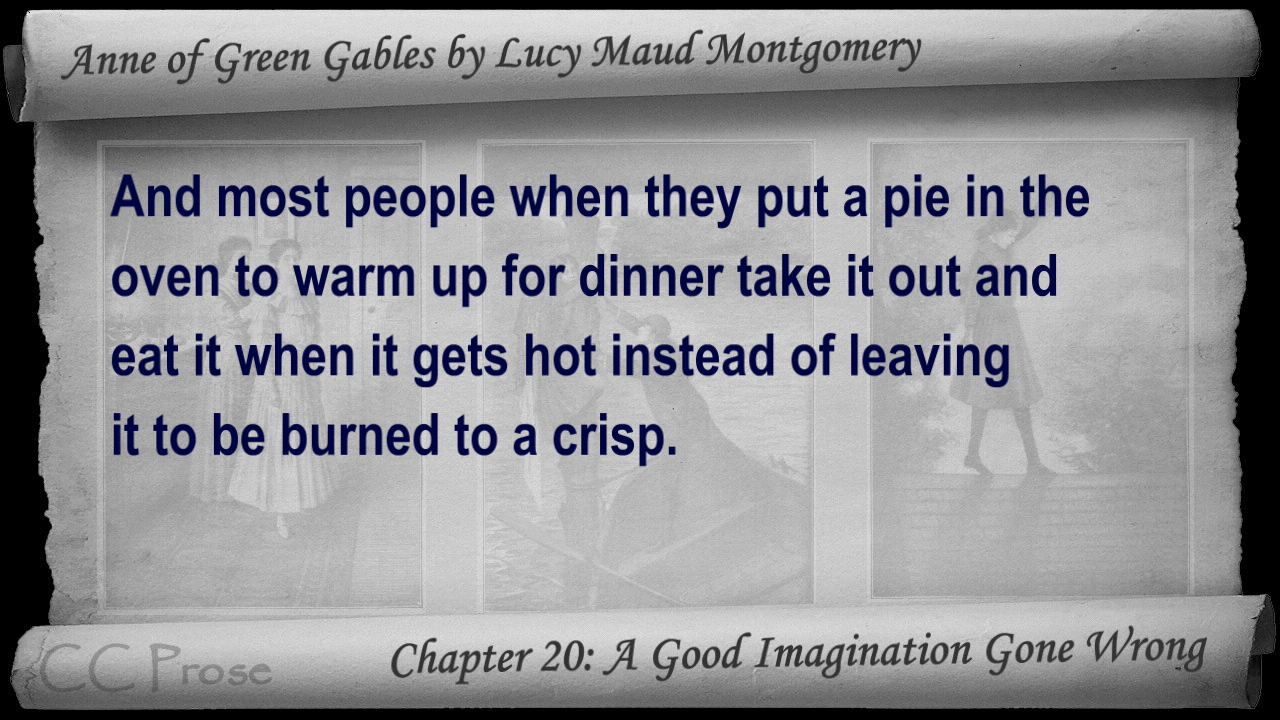 Anne of Green Gables by Lucy Maud Montgomery
And most people when they put a pie in the
oven to warm up for dinner take it out and
eat it when it gets hot instead of leaving
it to be burned to a crisp.
CC Prose
Chapter 20: A Good Imagination Gone Wrong